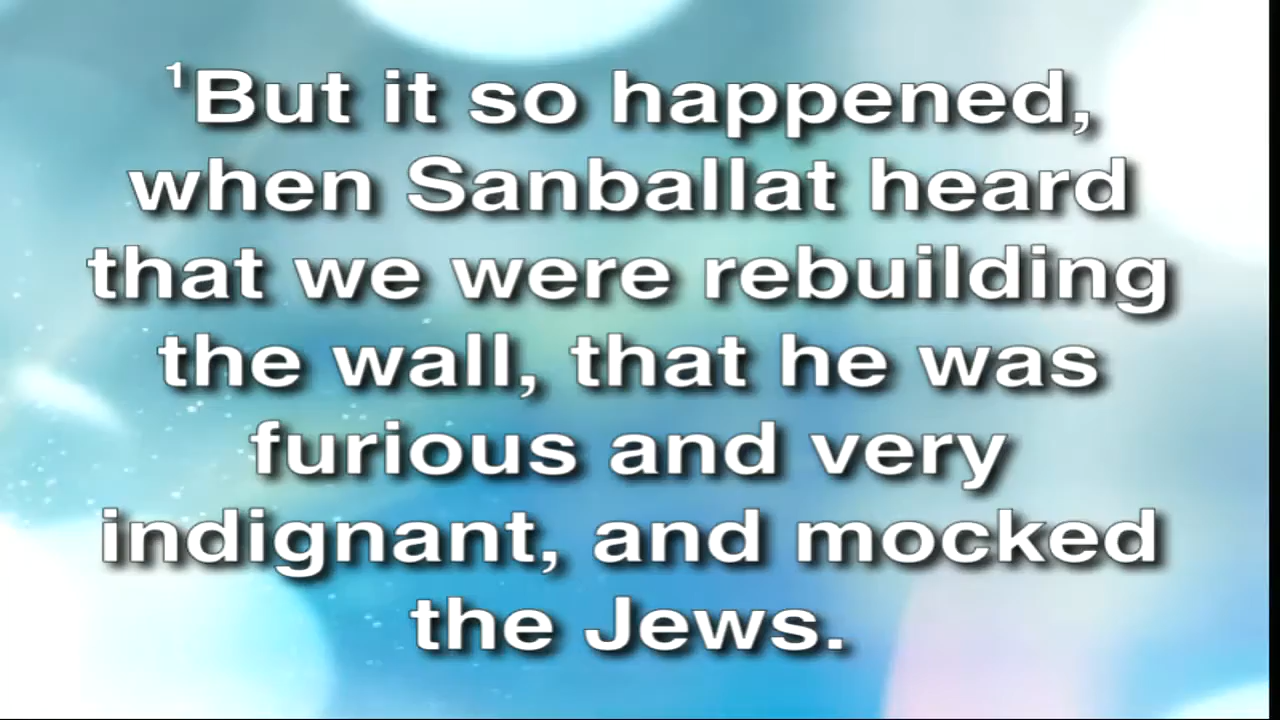 ¹But it so happened,
when Sanballat heard
that we were rebuilding
the wall, that he was
furious and very
indignant, and mocked
the Jews.